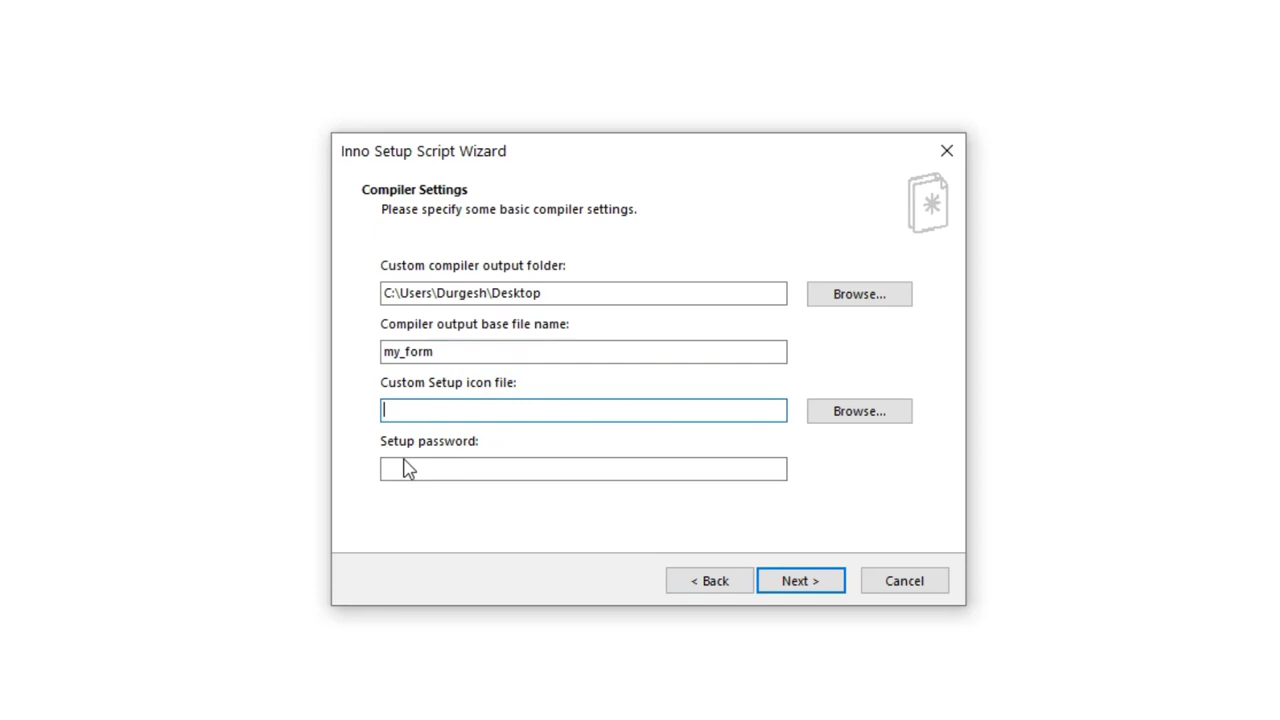 Inno Setup Script Wizard
Compiler Settings
Please specify some basic compiler settings.
Custom compiler output folder:
C:\Users\Durgesh\Desktop
Browse...
Compiler output base file name:
my_form
Custom Setup icon file:
Browse...
Setup password:
< Back
Next >
Cancel